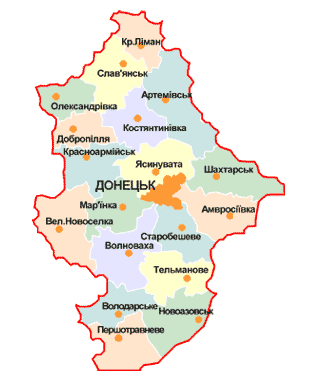 Кр.Ліман
Слав'янськ
Артемівськ
Олександрівка
Костянтинівка
Добропілля
Красноармійськ
Ясинувата
Шахтарськ
ДОНЕЦЬК
Мар'їнка
Амвросіївка
Вел.Новоселка
Старобешеве
Волноваха
Тельманове
Володарське
Новоазовськ
Першотравневе